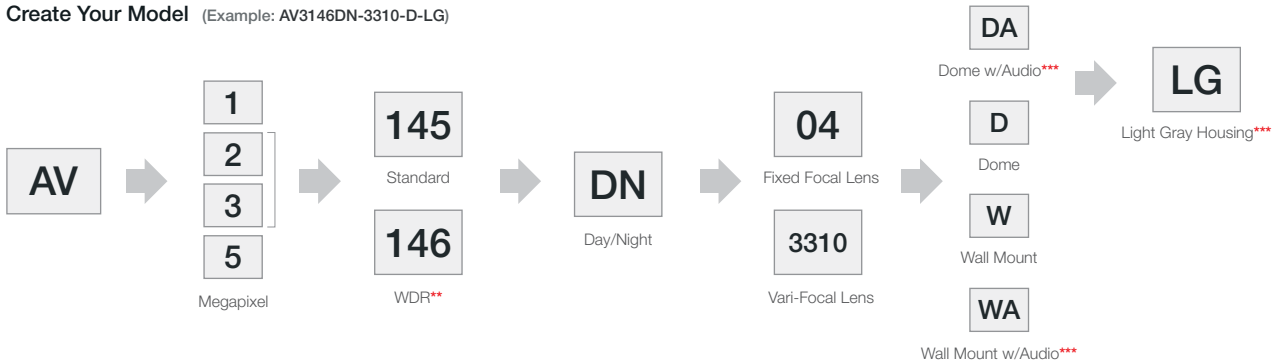 Create Your Model (Example: AV3146DN-3310-D-LG)
AV
1
2
3
5
Megapixel
145
Standard
146
WDR**
DN
Day/Night
04
Fixed Focal Lens
3310
Vari-Focal Lens
DA
Dome w/Audio***
D
Dome
W
Wall Mount
WA
Wall Mount w/Audio***
LG
Light Gray Housing***